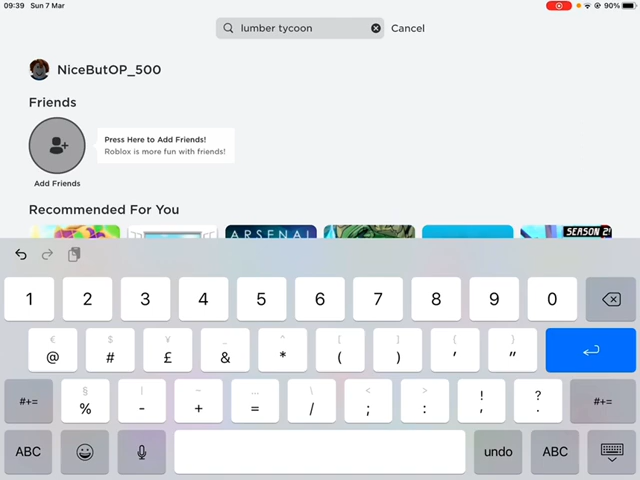 09:39 Sun 7 Mar 90%
lumber tycoon Cancel
NiceButOP_500
Friends
Press Here to Add Friends!
Roblox is more fun with friends!
Add Friends
Recommended For You
ARSENAL
SEASON 2!
1 2 3 4 5 6 7 8 9 0
€ $ ¥ _ ^ [ ] { }
@ # £ & * ( ) ' "
§ | ~ … \ < > ! ?
#+= % - + = / ; : , . #+=
ABC undo ABC